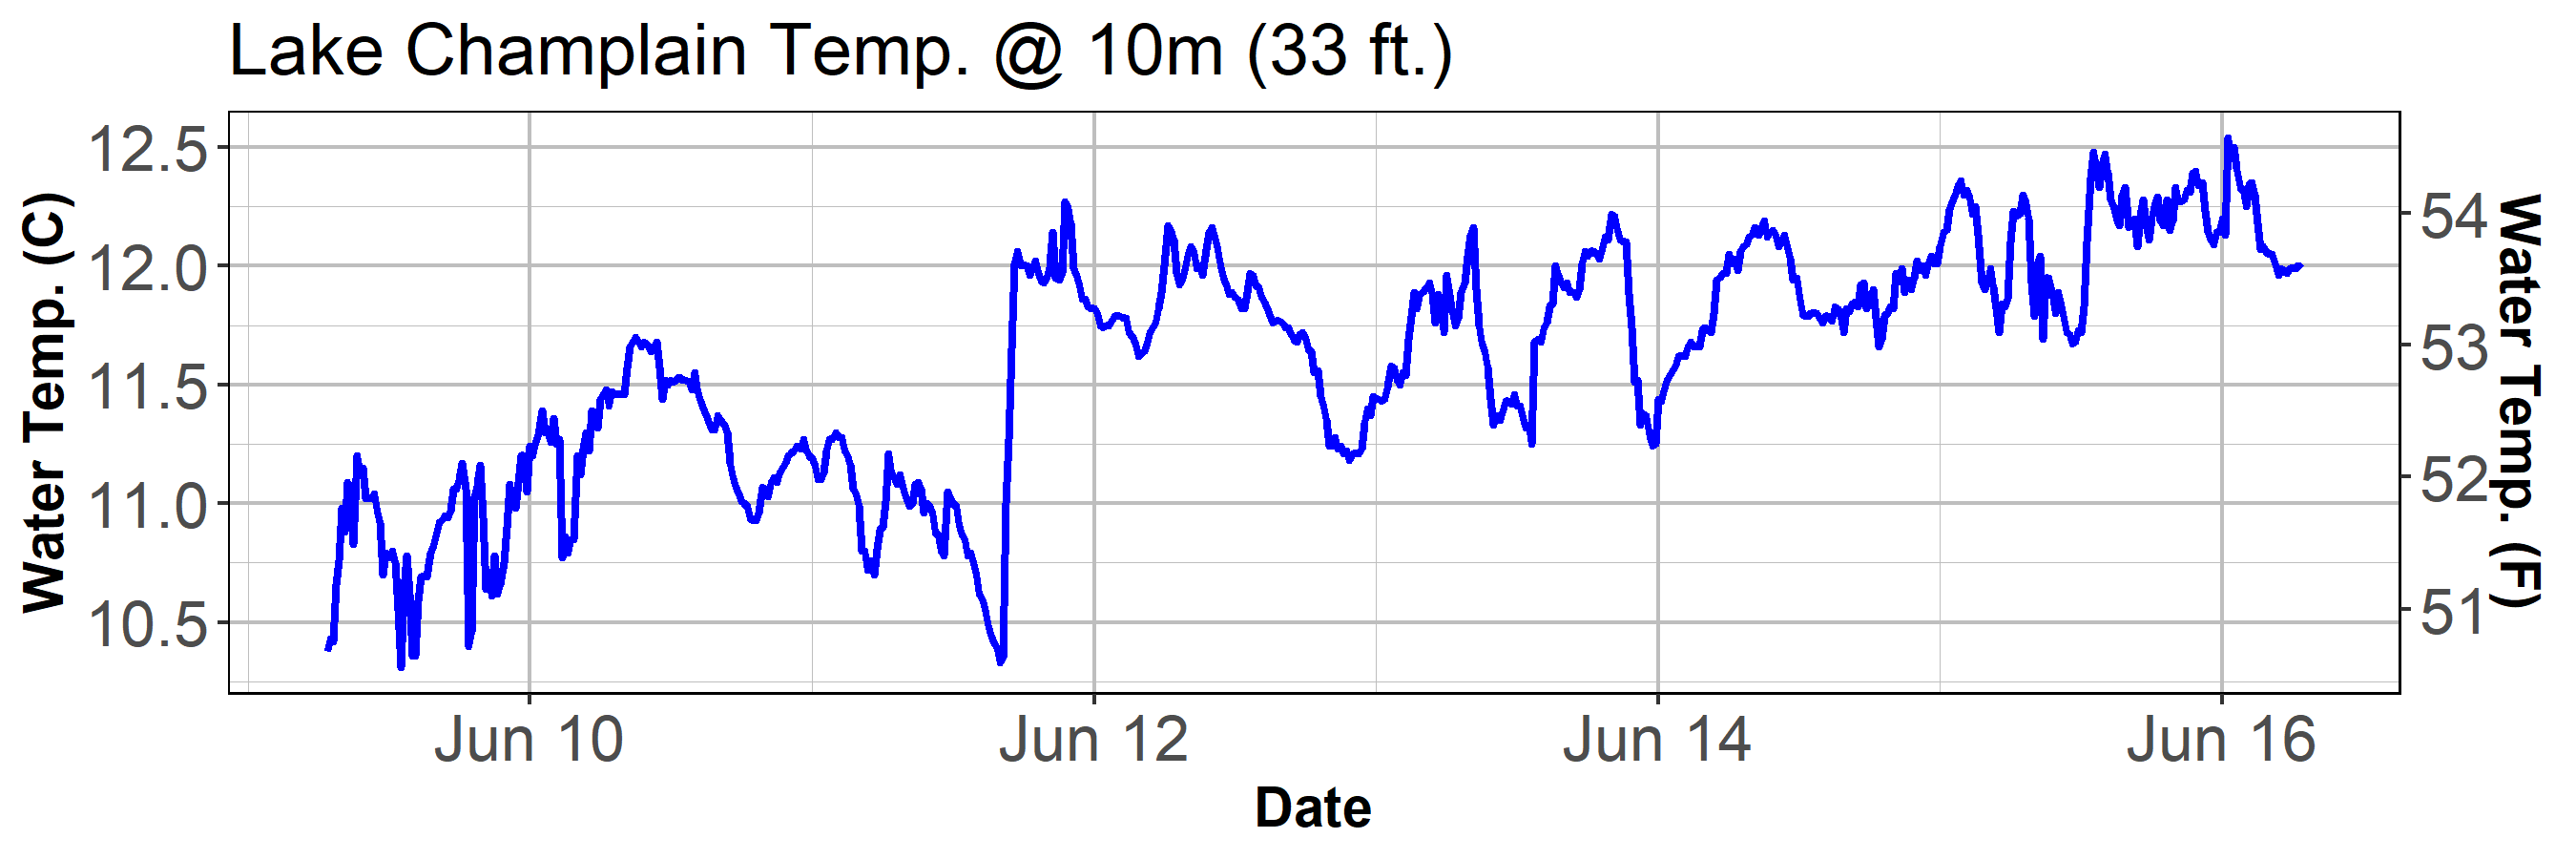 Lake Champlain Temp. @ 10m (33 ft.)
Water Temp. (C)
12.5
12.0
11.5
11.0
10.5
54
53
52
51
Water Temp. (F)
Jun 10
Jun 12
Jun 14
Jun 16
Date